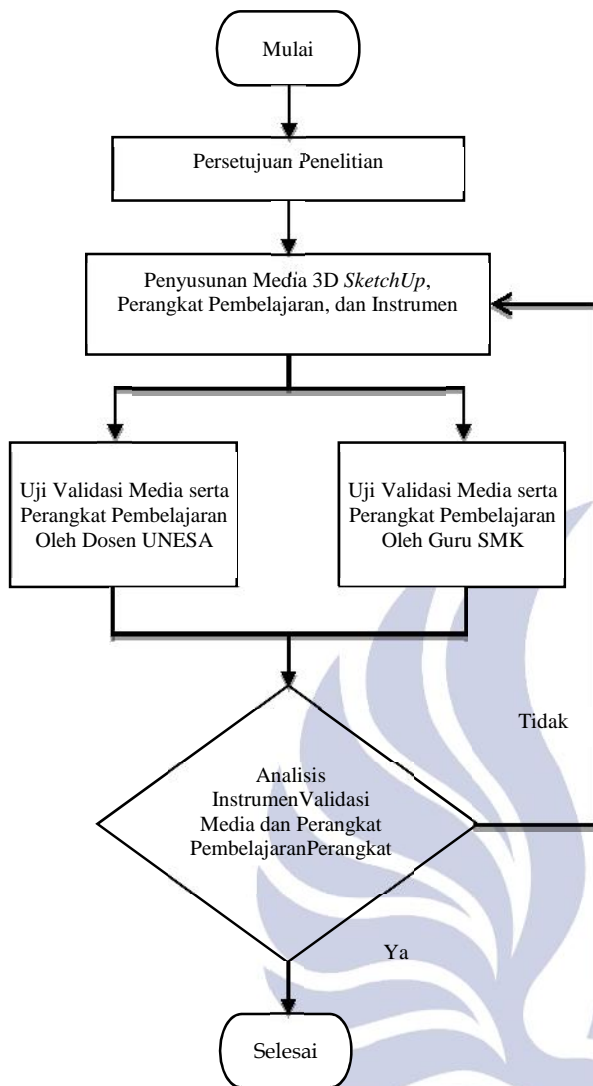 Mulai
Persetujuan Penelitian
Penyusunan Media 3D SketchUp,
Perangkat Pembelajaran, dan Instrumen
Uji Validasi Media serta
Perangkat Pembelajaran
Oleh Dosen UNESA
Uji Validasi Media serta
Perangkat Pembelajaran
Oleh Guru SMK
Tidak
Analisis
InstrumenValidasi
Media dan Perangkat
PembelajaranPerangkat
Ya
Selesai